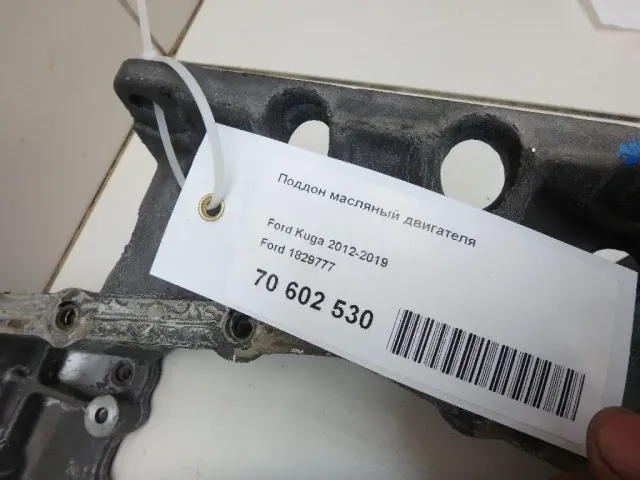 Поддон масляный двигателя
Ford Kuga 2012-2019
Ford 1829777
70 602 530